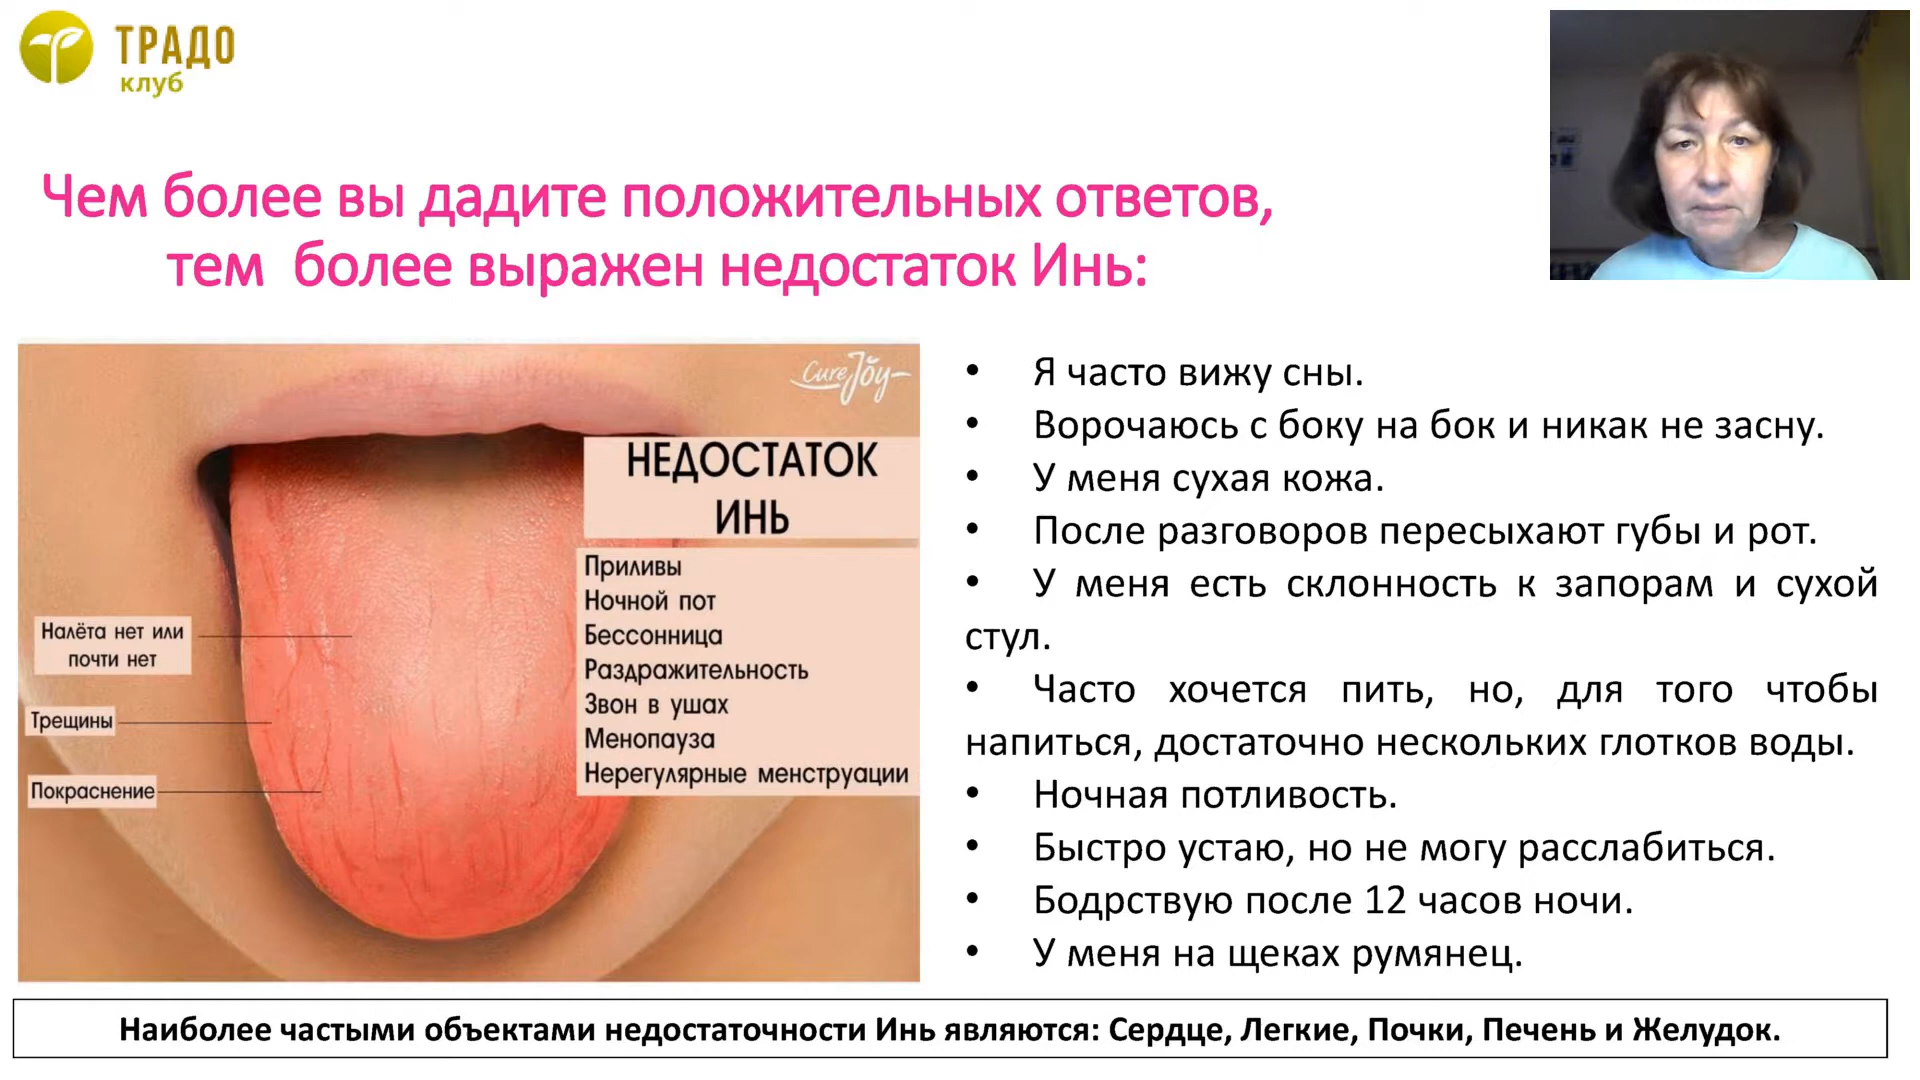 ТРАДО
клуб
Чем более вы дадите положительных ответов,
тем более выражен недостаток Инь:
CureJoy
НЕДОСТАТОК
ИНЬ
Приливы
Ночной пот
Бессонница
Раздражительность
Звон в ушах
Менопауза
Нерегулярные менструации
Налёта нет или
почти нет
Трещины
Покраснение
• Я часто вижу сны.
• Ворочаюсь с боку на бок и никак не засну.
• У меня сухая кожа.
• После разговоров пересыхают губы и рот.
• У меня есть склонность к запорам и сухой
стул.
• Часто хочется пить, но, для того чтобы
напиться, достаточно нескольких глотков воды.
• Ночная потливость.
• Быстро устаю, но не могу расслабиться.
• Бодрствую после 12 часов ночи.
• У меня на щеках румянец.
Наиболее частыми объектами недостаточности Инь являются: Сердце, Легкие, Почки, Печень и Желудок.